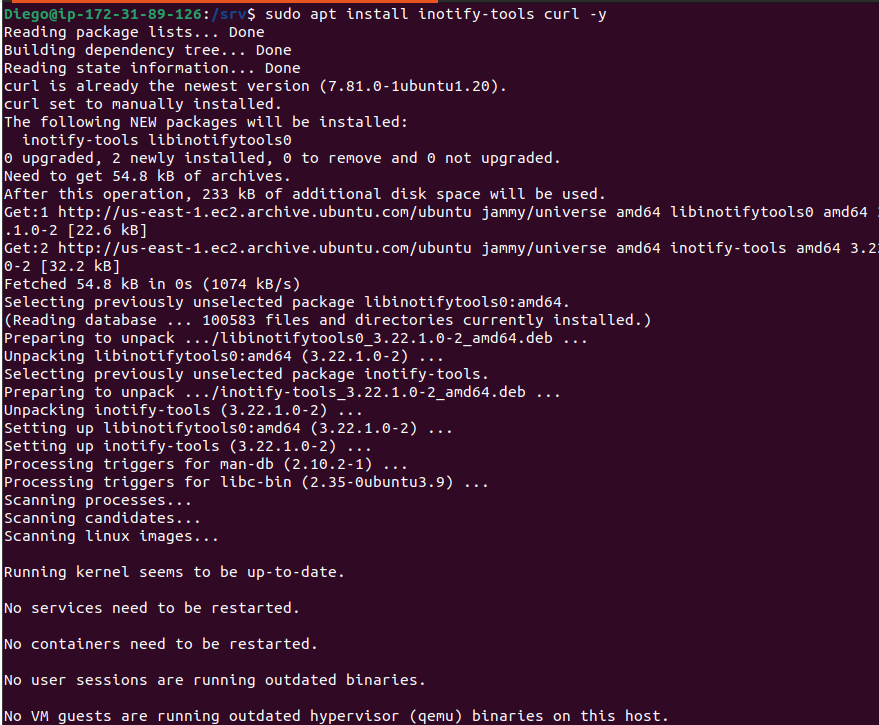 Diego@ip-172-31-89-126:/srv$ sudo apt install inotify-tools curl -y
Reading package lists... Done
Building dependency tree... Done
Reading state information... Done
curl is already the newest version (7.81.0-1ubuntu1.20).
curl set to manually installed.
The following NEW packages will be installed:
  inotify-tools libinotifytools0
0 upgraded, 2 newly installed, 0 to remove and 0 not upgraded.
Need to get 54.8 kB of archives.
After this operation, 233 kB of additional disk space will be used.
Get:1 http://us-east-1.ec2.archive.ubuntu.com/ubuntu jammy/universe amd64 libinotifytools0 amd64
.1.0-2 [22.6 kB]
Get:2 http://us-east-1.ec2.archive.ubuntu.com/ubuntu jammy/universe amd64 inotify-tools amd64 3.2
0-2 [32.2 kB]
Fetched 54.8 kB in 0s (1074 kB/s)
Selecting previously unselected package libinotifytools0:amd64.
(Reading database ... 100583 files and directories currently installed.)
Preparing to unpack .../libinotifytools0_3.22.1.0-2_amd64.deb ...
Unpacking libinotifytools0:amd64 (3.22.1.0-2) ...
Selecting previously unselected package inotify-tools.
Preparing to unpack .../inotify-tools_3.22.1.0-2_amd64.deb ...
Unpacking inotify-tools (3.22.1.0-2) ...
Setting up libinotifytools0:amd64 (3.22.1.0-2) ...
Setting up inotify-tools (3.22.1.0-2) ...
Processing triggers for man-db (2.10.2-1) ...
Processing triggers for libc-bin (2.35-0ubuntu3.9) ...
Scanning processes...
Scanning candidates...
Scanning linux images...
Running kernel seems to be up-to-date.
No services need to be restarted.
No containers need to be restarted.
No user sessions are running outdated binaries.
No VM guests are running outdated hypervisor (qemu) binaries on this host.